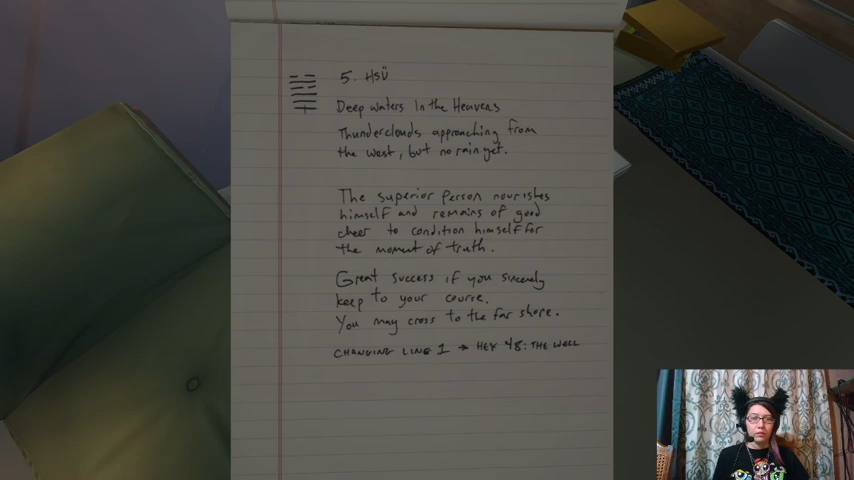 5. HSÜ
Deep waters In the Heavens
Thunderclouds approaching from
the west, but no rain yet.
The superior person nourishes
himself and remains of good
cheer to condition himself for
the moment of truth.
Great success if you sincerely
keep to your course.
You may cross to the far shore.
CHANGING LINE 1 → HEX 48: THE WELL